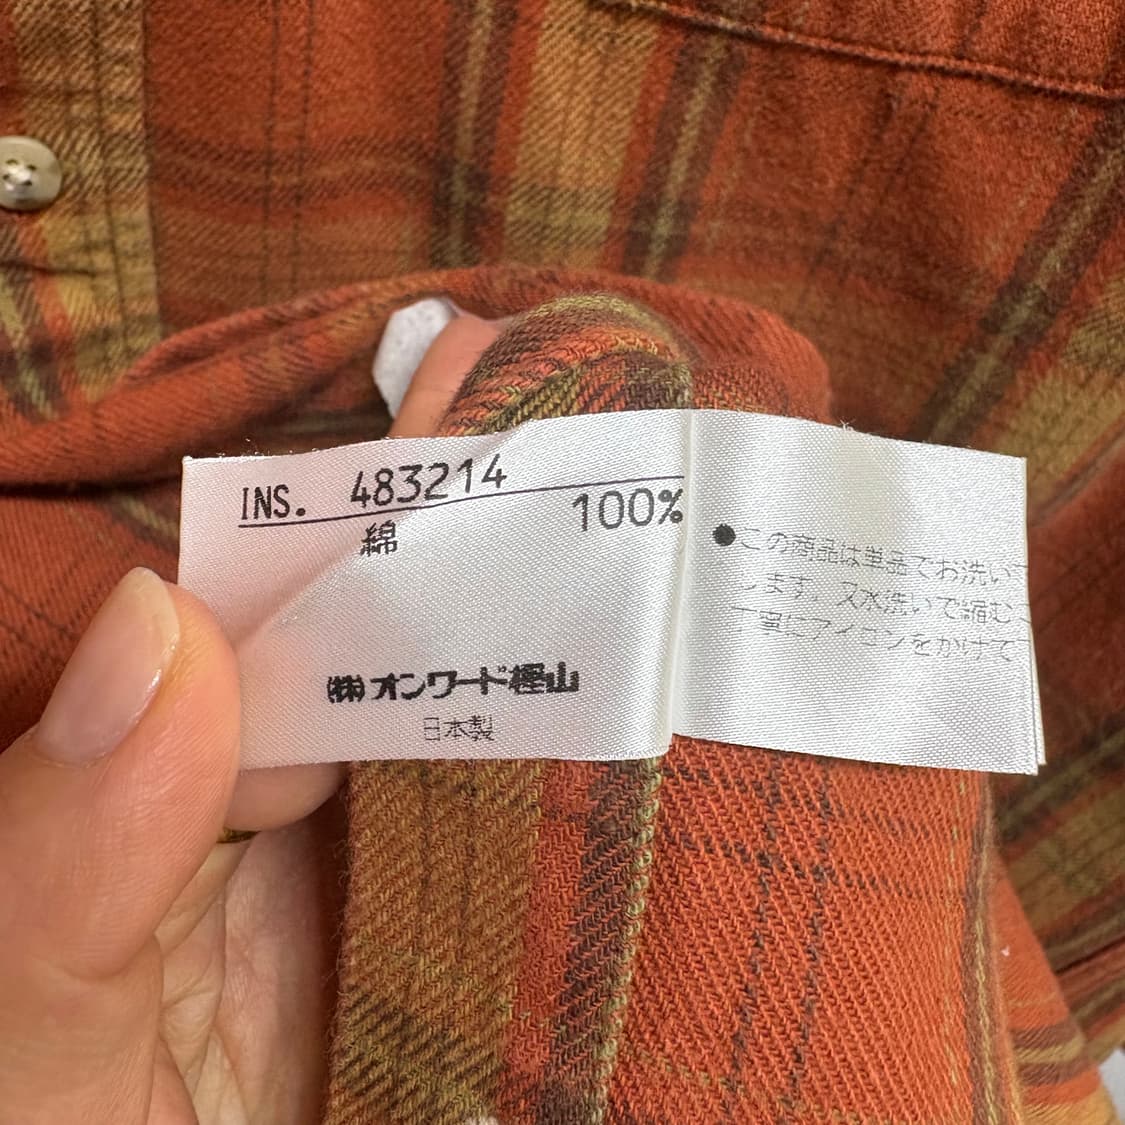 INS. 483214
綿 100%
㈱オンワード樫山
日本製
●この商品は単品でお洗い
します。又水洗いで縮む
丁寧にアイロンをかけて